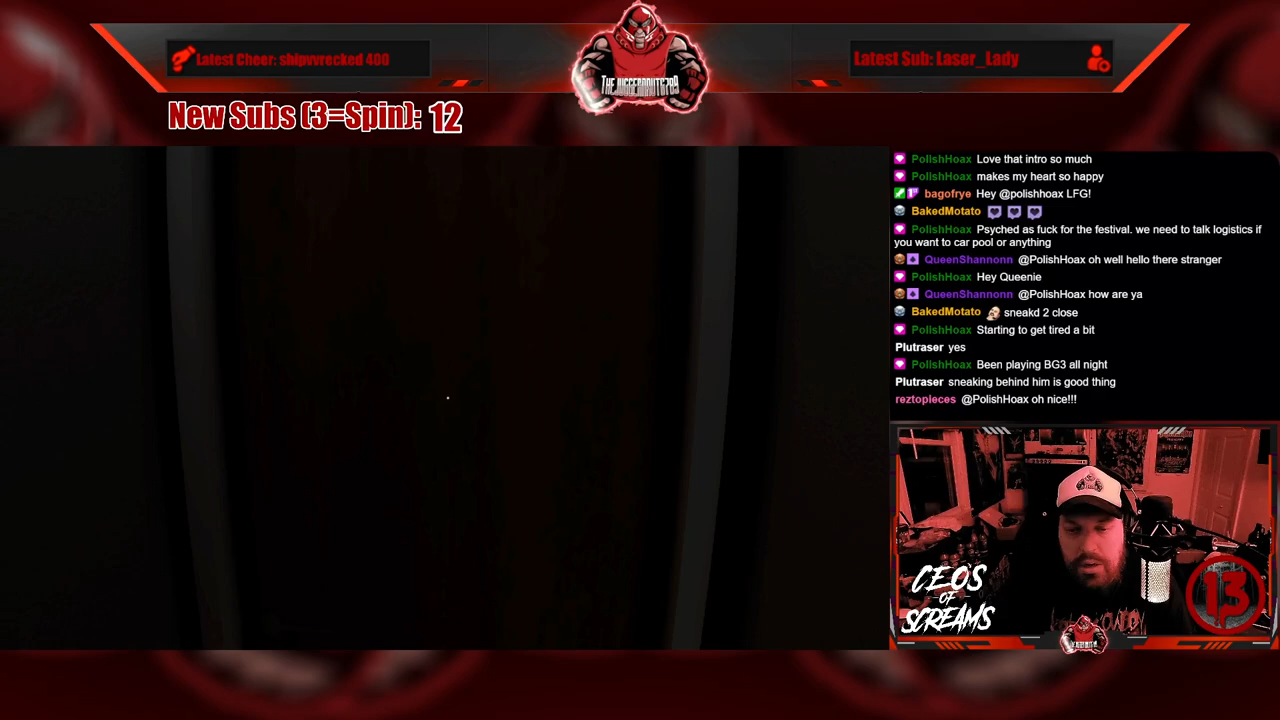 Latest Cheer: shipvvrecked 400
THEJUGGERNAUT6789
Latest Sub: Laser_Lady
New Subs (3=Spin): 12
PolishHoax Love that intro so much
PolishHoax makes my heart so happy
bagofrye Hey @polishhoax LFG!
BakedMotato
PolishHoax Psyched as fuck for the festival. we need to talk logistics if
you want to car pool or anything
QueenShannonn @PolishHoax oh well hello there stranger
PolishHoax Hey Queenie
QueenShannonn @PolishHoax how are ya
BakedMotato sneakd 2 close
PolishHoax Starting to get tired a bit
Plutraser yes
PolishHoax Been playing BG3 all night
Plutraser sneaking behind him is good thing
reztopieces @PolishHoax oh nice!!!
CEOS
OF
SCREAMS
13